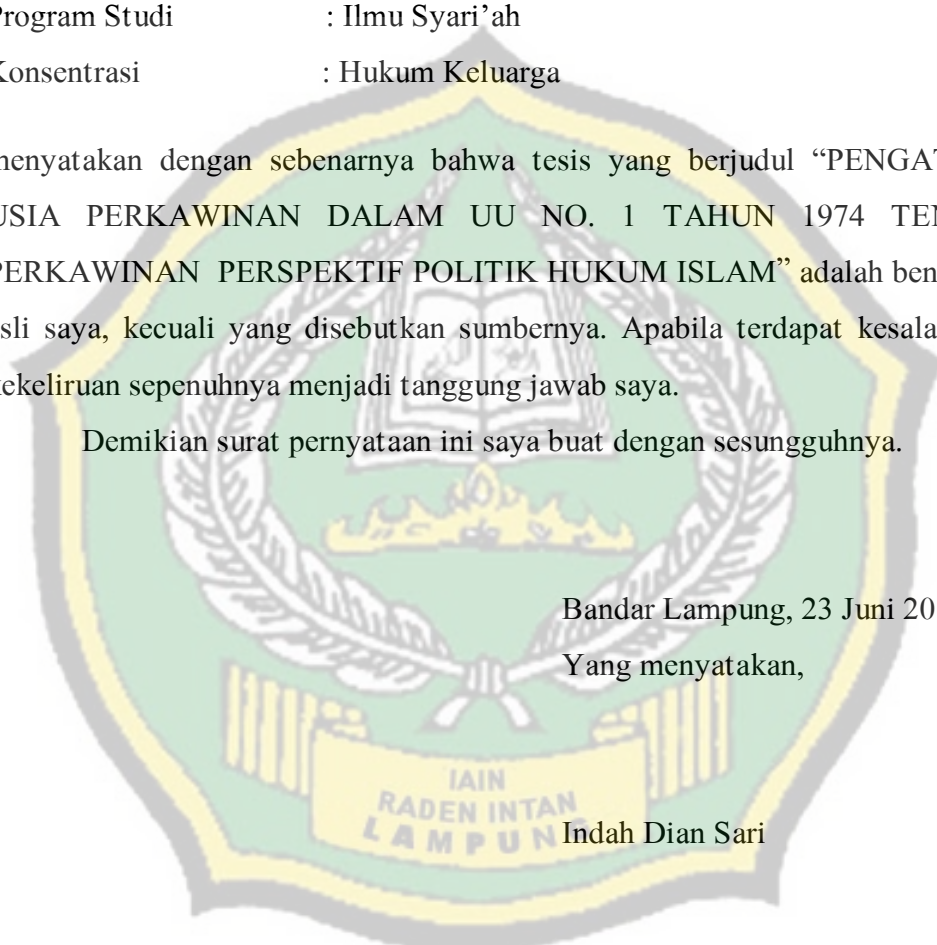 Program Studi : Ilmu Syari’ah
Konsentrasi : Hukum Keluarga
menyatakan dengan sebenarnya bahwa tesis yang berjudul “PENGAT
USIA PERKAWINAN DALAM UU NO. 1 TAHUN 1974 TEN
PERKAWINAN PERSPEKTIF POLITIK HUKUM ISLAM” adalah ben
sli saya, kecuali yang disebutkan sumbernya. Apabila terdapat kesala
kekeliruan sepenuhnya menjadi tanggung jawab saya.
Demikian surat pernyataan ini saya buat dengan sesungguhnya.
Bandar Lampung, 23 Juni 20
Yang menyatakan,
IAIN
RADEN INTAN
LAMPUNG
Indah Dian Sari